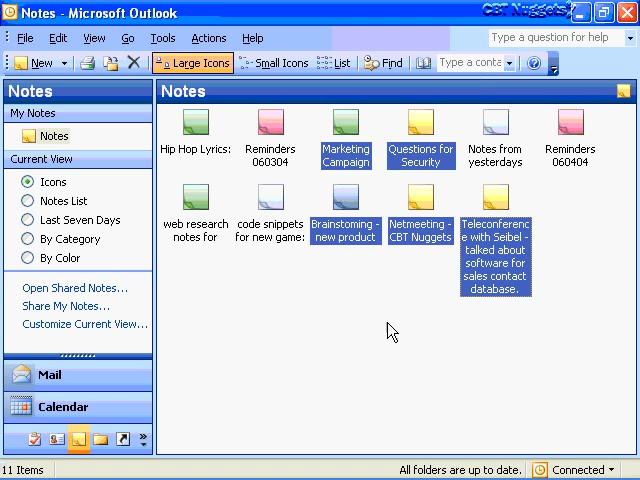 Notes - Microsoft Outlook
CBT Nuggets
File Edit View Go Tools Actions Help
Type a question for help
New
Large Icons
Small Icons
List
Find
Type a conta
Notes
Notes
My Notes
Notes
Current View
Icons
Notes List
Last Seven Days
By Category
By Color
Open Shared Notes...
Share My Notes...
Customize Current View...
Mail
Calendar
Hip Hop Lyrics:
Reminders
060304
Marketing
Campaign
Questions for
Security
Notes from
yesterdays
Reminders
060404
web research
notes for
code snippets
for new game:
Brainstoming -
new product
Netmeeting -
CBT Nuggets
Teleconferenc
e with Seibel -
talked about
software for
sales contact
database.
11 Items
All folders are up to date.
Connected